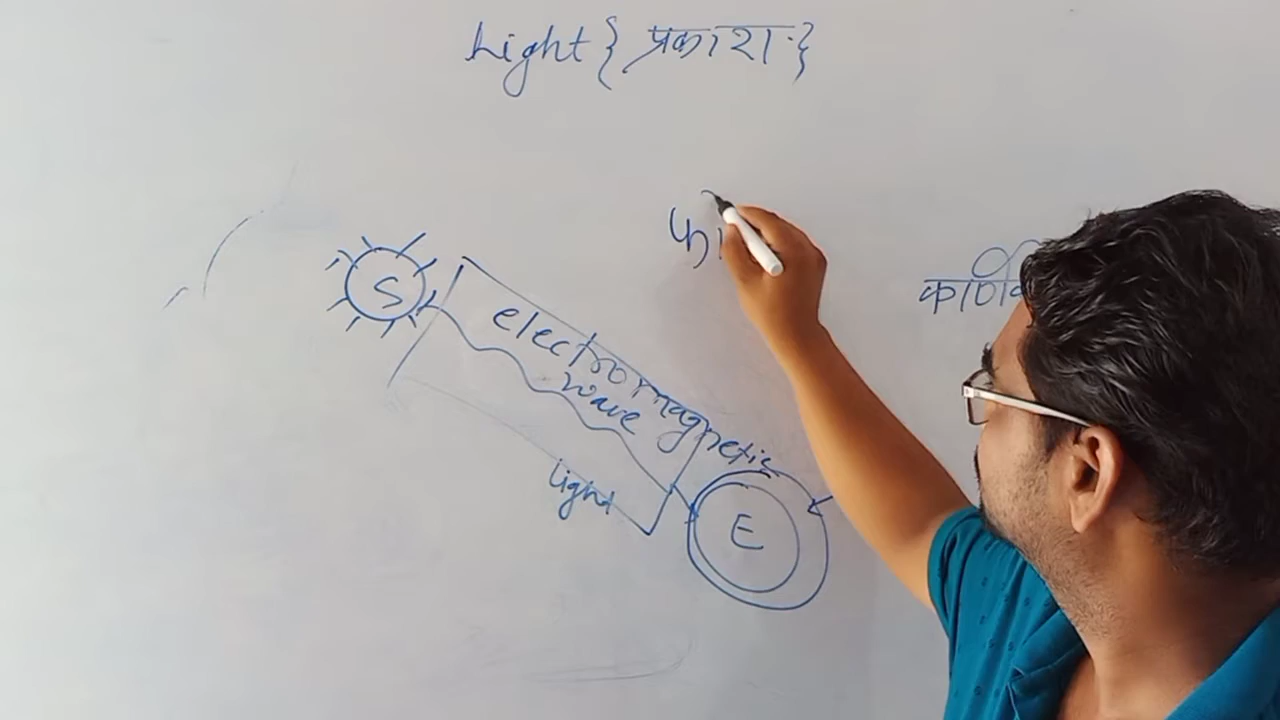 Light { प्रकाश }
S
electromagnetic
wave
light
E